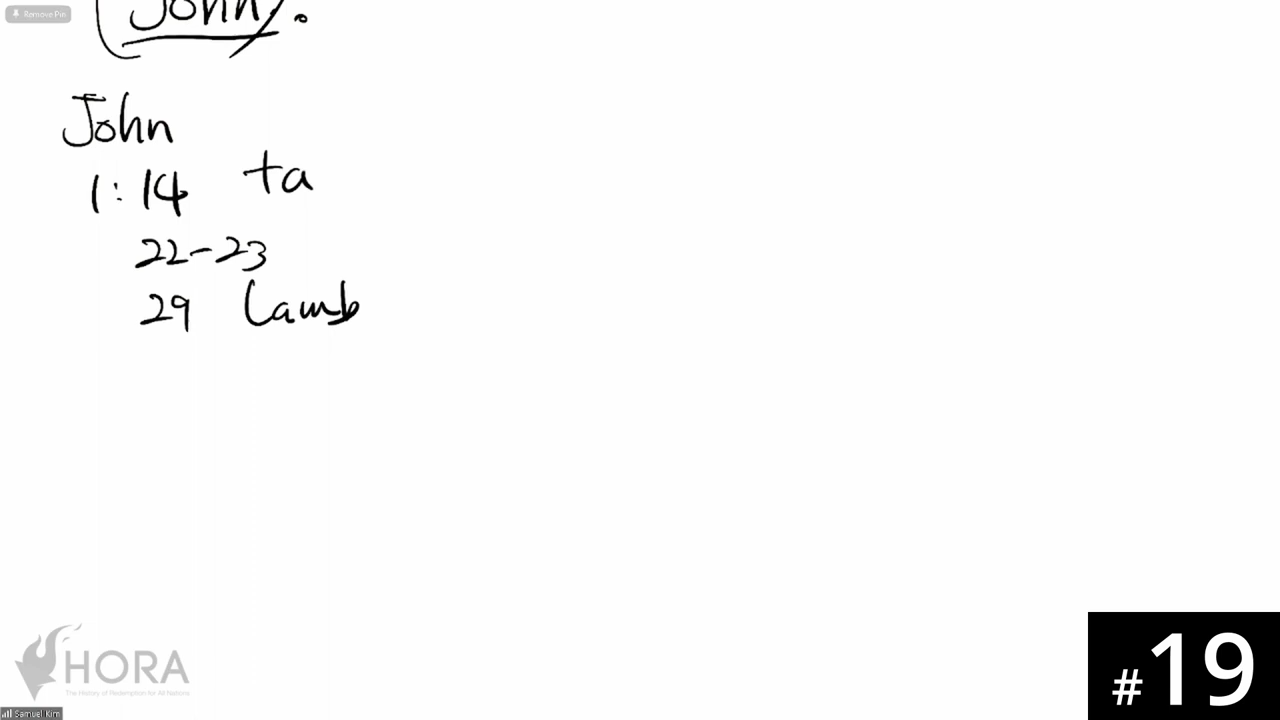 Remove Pin
(John).
John
1:14 ta
22-23
29 Lamb
HORA
The History of Redemption for All Nations
Samuel Kim
#19